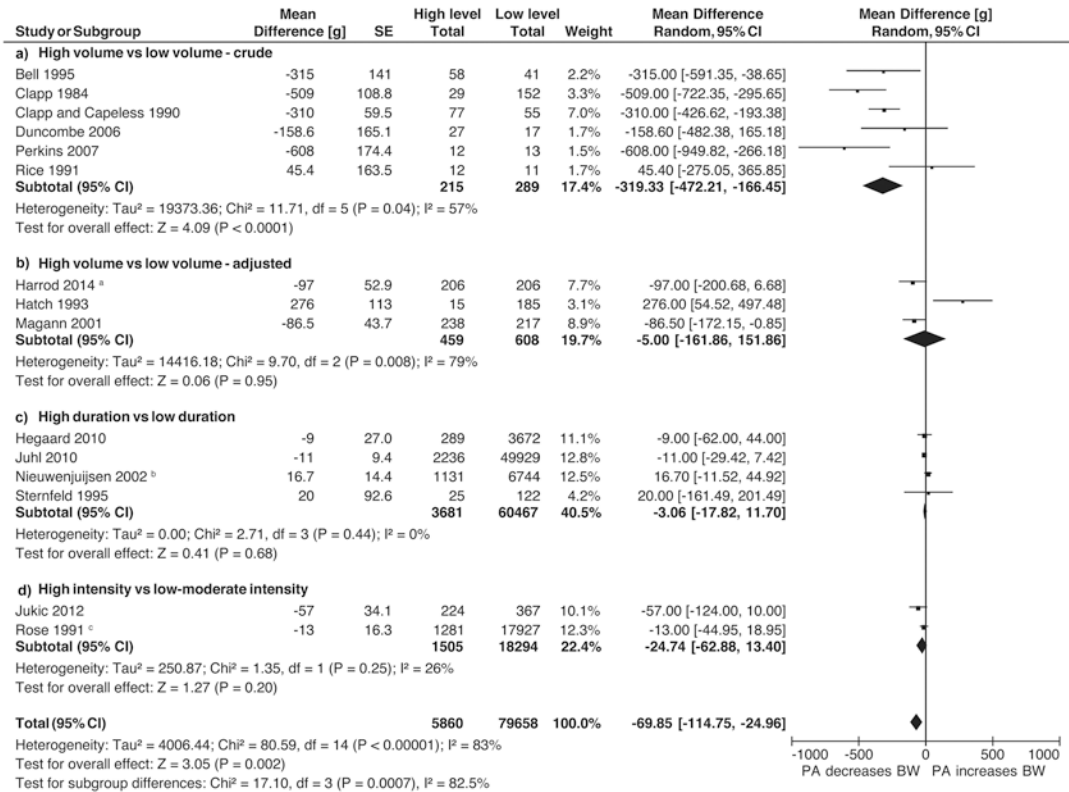 Mean High level Low level Mean Difference Mean Difference [g]
Study or Subgroup Difference [g] SE Total Total Weight Random, 95% CI Random, 95% CI
a) High volume vs low volume - crude
Bell 1995 -315 141 58 41 2.2% -315.00 [-591.35, -38.65]
Clapp 1984 -509 108.8 29 152 3.3% -509.00 [-722.35, -295.65]
Clapp and Capeless 1990 -310 59.5 77 55 7.0% -310.00 [-426.62, -193.38]
Duncombe 2006 -158.6 165.1 27 17 1.7% -158.60 [-482.38, 165.18]
Perkins 2007 -608 174.4 12 13 1.5% -608.00 [-949.82, -266.18]
Rice 1991 45.4 163.5 12 11 1.7% 45.40 [-275.05, 365.85]
Subtotal (95% CI) 215 289 17.4% -319.33 [-472.21, -166.45]
Heterogeneity: Tau² = 19373.36; Chi² = 11.71, df = 5 (P = 0.04); I² = 57%
Test for overall effect: Z = 4.09 (P < 0.0001)
b) High volume vs low volume - adjusted
Harrod 2014 ᵃ -97 52.9 206 206 7.7% -97.00 [-200.68, 6.68]
Hatch 1993 276 113 15 185 3.1% 276.00 [54.52, 497.48]
Magann 2001 -86.5 43.7 238 217 8.9% -86.50 [-172.15, -0.85]
Subtotal (95% CI) 459 608 19.7% -5.00 [-161.86, 151.86]
Heterogeneity: Tau² = 14416.18; Chi² = 9.70, df = 2 (P = 0.008); I² = 79%
Test for overall effect: Z = 0.06 (P = 0.95)
c) High duration vs low duration
Hegaard 2010 -9 27.0 289 3672 11.1% -9.00 [-62.00, 44.00]
Juhl 2010 -11 9.4 2236 49929 12.8% -11.00 [-29.42, 7.42]
Nieuwenjuijsen 2002 ᵇ 16.7 14.4 1131 6744 12.5% 16.70 [-11.52, 44.92]
Sternfeld 1995 20 92.6 25 122 4.2% 20.00 [-161.49, 201.49]
Subtotal (95% CI) 3681 60467 40.5% -3.06 [-17.82, 11.70]
Heterogeneity: Tau² = 0.00; Chi² = 2.71, df = 3 (P = 0.44); I² = 0%
Test for overall effect: Z = 0.41 (P = 0.68)
d) High intensity vs low-moderate intensity
Jukic 2012 -57 34.1 224 367 10.1% -57.00 [-124.00, 10.00]
Rose 1991 ᶜ -13 16.3 1281 17927 12.3% -13.00 [-44.95, 18.95]
Subtotal (95% CI) 1505 18294 22.4% -24.74 [-62.88, 13.40]
Heterogeneity: Tau² = 250.87; Chi² = 1.35, df = 1 (P = 0.25); I² = 26%
Test for overall effect: Z = 1.27 (P = 0.20)
Total (95% CI) 5860 79658 100.0% -69.85 [-114.75, -24.96]
Heterogeneity: Tau² = 4006.44; Chi² = 80.59, df = 14 (P < 0.00001); I² = 83%
Test for overall effect: Z = 3.05 (P = 0.002)
Test for subgroup differences: Chi² = 17.10, df = 3 (P = 0.0007), I² = 82.5%
-1000 -500 0 500 1000
PA decreases BW PA increases BW